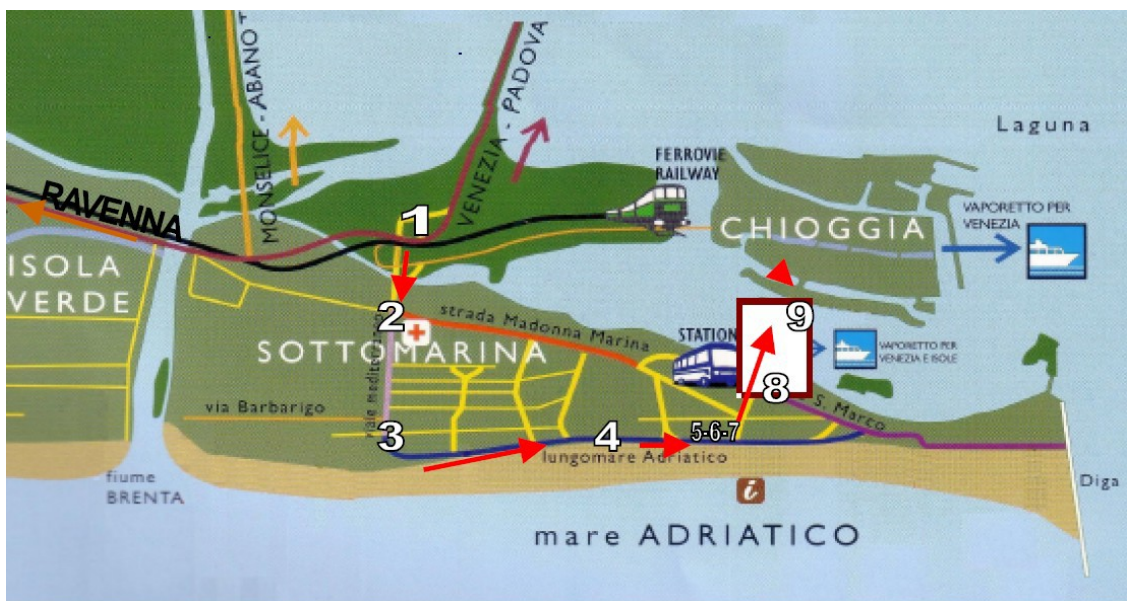 MONSELICE - ABANO T
VENEZIA - PADOVA
Laguna
FERROVIE
RAILWAY
RAVENNA
1
CHIOGGIA
VAPORETTO PER
VENEZIA
ISOLA
VERDE
2
strada Madonna Marina
9
STATION
SOTTOMARINA
VAPORETTO PER
VENEZIA E ISOLE
viale mediterraneo
8
via Barbarigo
S. Marco
3
4
5-6-7
lungomare Adriatico
fiume
BRENTA
i
Diga
mare ADRIATICO